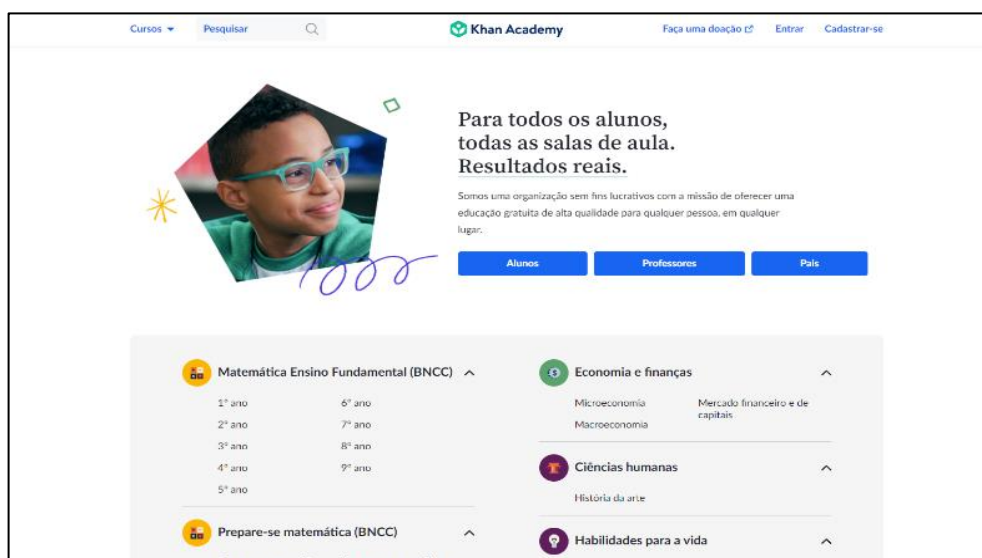 Cursos Pesquisar Khan Academy Faça uma doação Entrar Cadastrar-se
Para todos os alunos,
todas as salas de aula.
Resultados reais.
Somos uma organização sem fins lucrativos com a missão de oferecer uma
educação gratuita de alta qualidade para qualquer pessoa, em qualquer
lugar.
Alunos Professores Pais
Matemática Ensino Fundamental (BNCC)
1º ano 6º ano
2º ano 7º ano
3º ano 8º ano
4º ano 9º ano
5º ano
Prepare-se matemática (BNCC)
Economia e finanças
Microeconomia Mercado financeiro e de
Macroeconomia capitais
Ciências humanas
História da arte
Habilidades para a vida